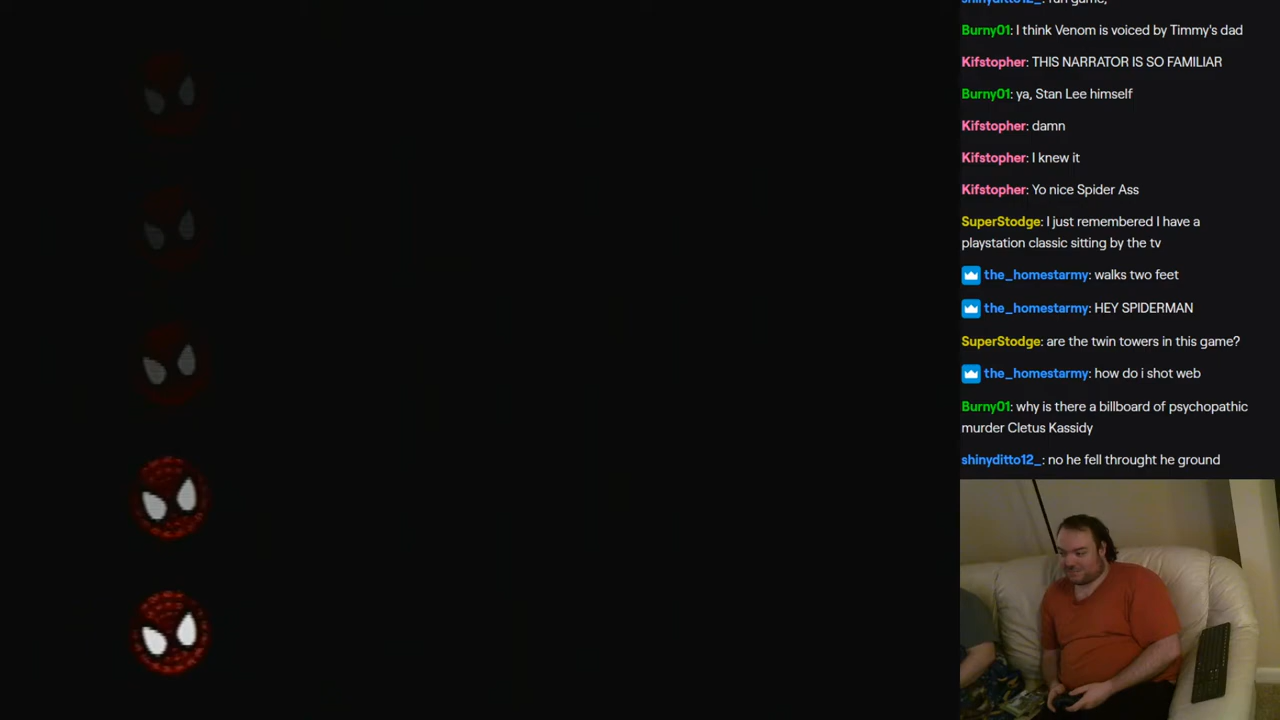 Burny01: I think Venom is voiced by Timmy's dad
Kifstopher: THIS NARRATOR IS SO FAMILIAR
Burny01: ya, Stan Lee himself
Kifstopher: damn
Kifstopher: I knew it
Kifstopher: Yo nice Spider Ass
SuperStodge: I just remembered I have a
playstation classic sitting by the tv
the_homestarmy: walks two feet
the_homestarmy: HEY SPIDERMAN
SuperStodge: are the twin towers in this game?
the_homestarmy: how do i shot web
Burny01: why is there a billboard of psychopathic
murder Cletus Kassidy
shinyditto12_: no he fell throught he ground